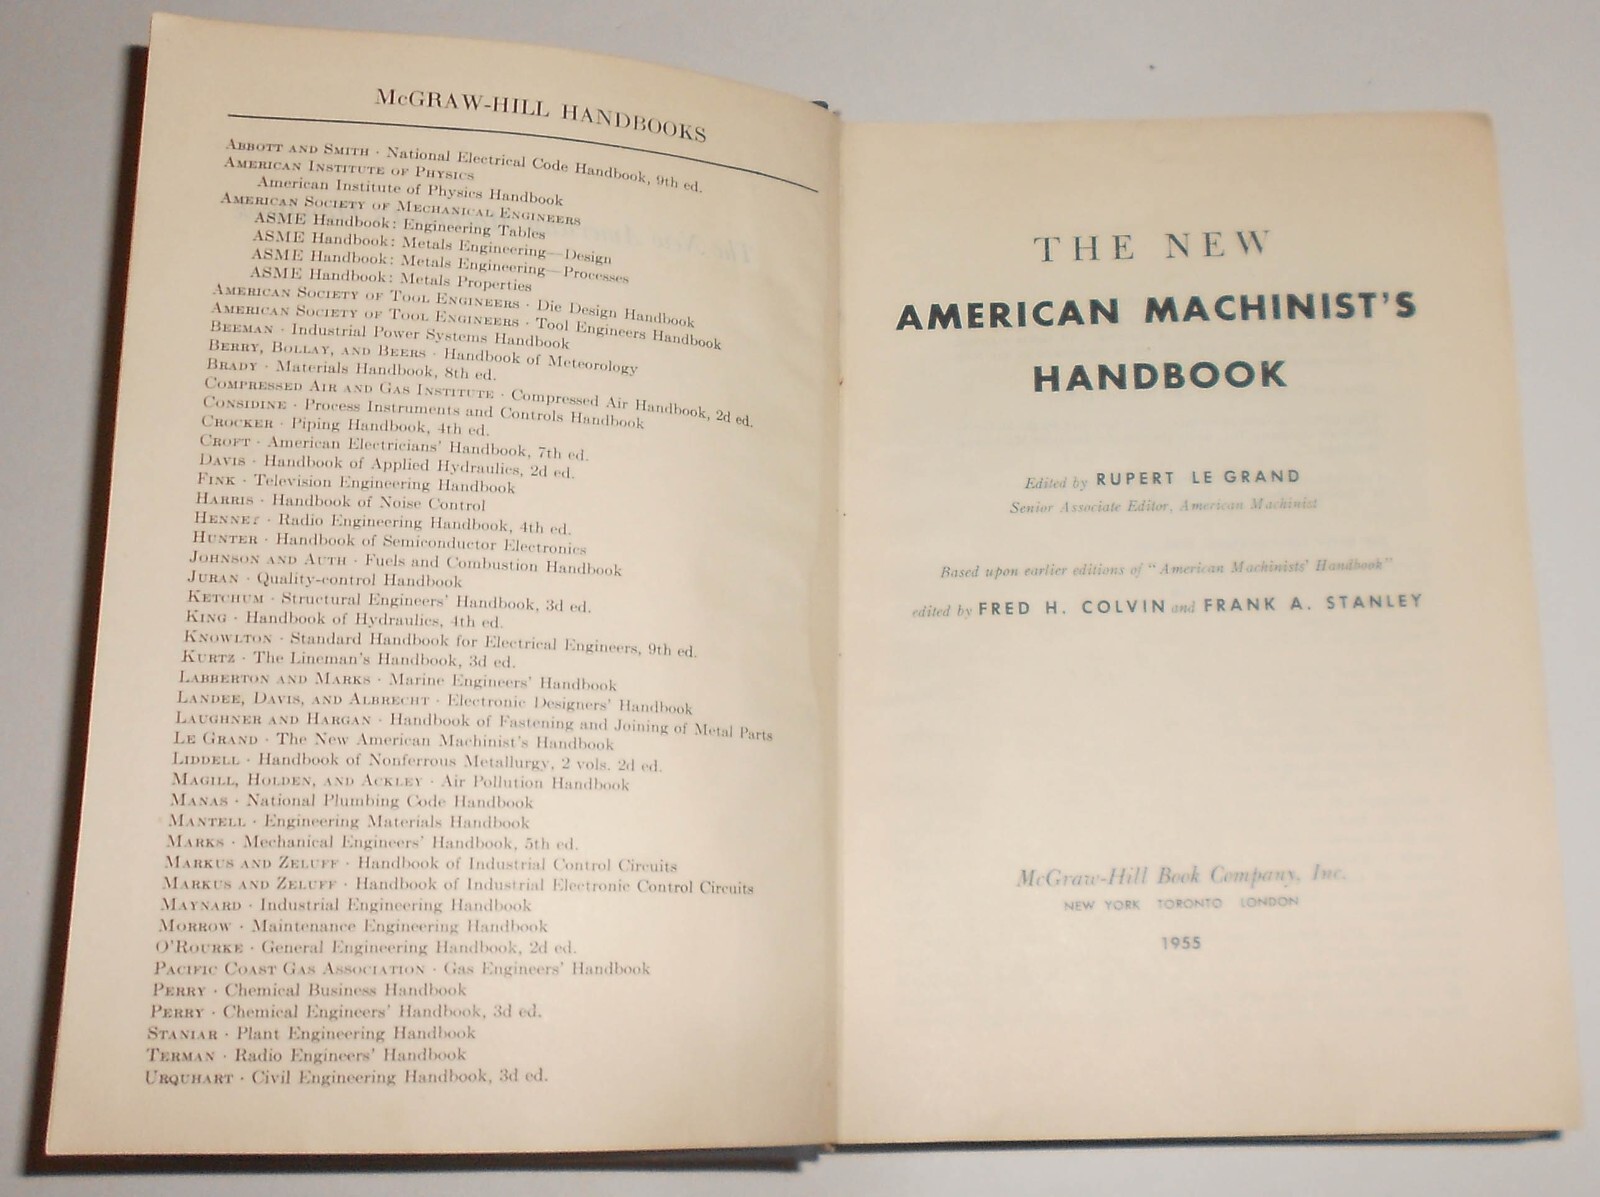 McGRAW-HILL HANDBOOKS
ABBOTT AND SMITH · National Electrical Code Handbook, 9th ed.
AMERICAN INSTITUTE OF PHYSICS
American Institute of Physics Handbook
AMERICAN SOCIETY OF MECHANICAL ENGINEERS
ASME Handbook: Engineering Tables
ASME Handbook: Metals Engineering—Design
ASME Handbook: Metals Engineering—Processes
ASME Handbook: Metals Properties
AMERICAN SOCIETY OF TOOL ENGINEERS · Die Design Handbook
AMERICAN SOCIETY OF TOOL ENGINEERS · Tool Engineers Handbook
BEEMAN · Industrial Power Systems Handbook
BERRY, BOLLAY, AND BEERS · Handbook of Meteorology
BRADY · Materials Handbook, 8th ed.
COMPRESSED AIR AND GAS INSTITUTE · Compressed Air Handbook, 2d ed.
CONSIDINE · Process Instruments and Controls Handbook
CROCKER · Piping Handbook, 4th ed.
CROFT · American Electricians' Handbook, 7th ed.
DAVIS · Handbook of Applied Hydraulics, 2d ed.
FINK · Television Engineering Handbook
HARRIS · Handbook of Noise Control
HENNEY · Radio Engineering Handbook, 4th ed.
HUNTER · Handbook of Semiconductor Electronics
JOHNSON AND AUTH · Fuels and Combustion Handbook
JURAN · Quality-control Handbook
KETCHUM · Structural Engineers' Handbook, 3d ed.
KING · Handbook of Hydraulics, 4th ed.
KNOWLTON · Standard Handbook for Electrical Engineers, 9th ed.
KURTZ · The Lineman's Handbook, 3d ed.
LABBERTON AND MARKS · Marine Engineers' Handbook
LANDEE, DAVIS, AND ALBRECHT · Electronic Designers' Handbook
LAUGHNER AND HARGAN · Handbook of Fastening and Joining of Metal Parts
LE GRAND · The New American Machinist's Handbook
LIDDELL · Handbook of Nonferrous Metallurgy, 2 vols. 2d ed.
MAGILL, HOLDEN, AND ACKLEY · Air Pollution Handbook
MANAS · National Plumbing Code Handbook
MANTELL · Engineering Materials Handbook
MARKS · Mechanical Engineers' Handbook, 5th ed.
MARKUS AND ZELUFF · Handbook of Industrial Control Circuits
MARKUS AND ZELUFF · Handbook of Industrial Electronic Control Circuits
MAYNARD · Industrial Engineering Handbook
MORROW · Maintenance Engineering Handbook
O'ROURKE · General Engineering Handbook, 2d ed.
PACIFIC COAST GAS ASSOCIATION · Gas Engineers' Handbook
PERRY · Chemical Business Handbook
PERRY · Chemical Engineers' Handbook, 3d ed.
STANIAR · Plant Engineering Handbook
TERMAN · Radio Engineers' Handbook
URQUHART · Civil Engineering Handbook, 3d ed.
THE NEW
AMERICAN MACHINIST'S
HANDBOOK
Edited by RUPERT LE GRAND
Senior Associate Editor, American Machinist
Based upon earlier editions of "American Machinists' Handbook"
edited by FRED H. COLVIN and FRANK A. STANLEY
McGraw-Hill Book Company, Inc.
NEW YORK TORONTO LONDON
1955